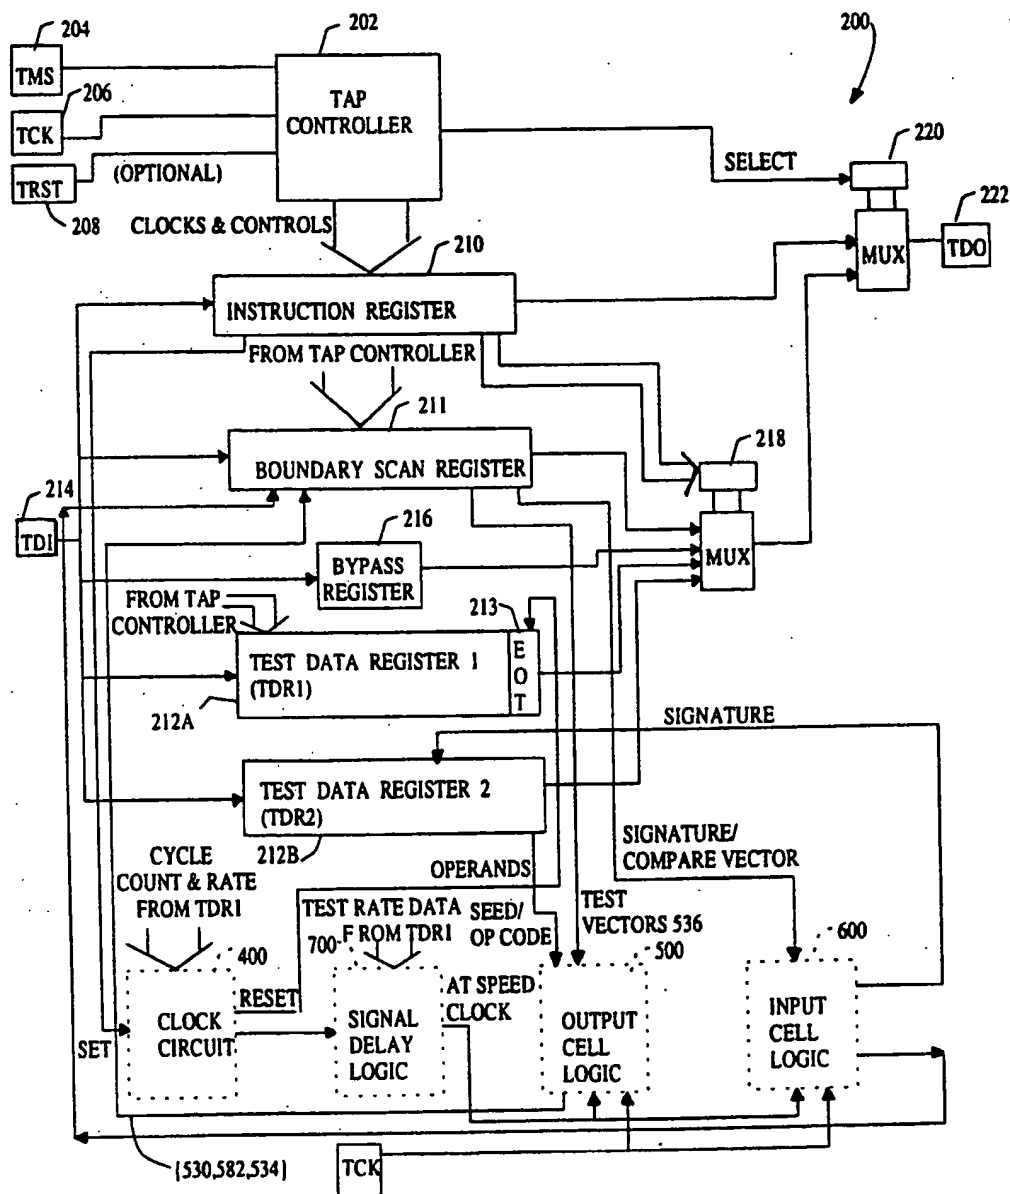 204
202
200
TMS
206
TCK
TAP
CONTROLLER
220
TRST
(OPTIONAL)
SELECT
222
208
CLOCKS & CONTROLS
210
MUX
TDO
INSTRUCTION REGISTER
FROM TAP CONTROLLER
211
218
BOUNDARY SCAN REGISTER
214
TDI
216
BYPASS
REGISTER
MUX
FROM TAP
CONTROLLER
213
TEST DATA REGISTER 1
(TDR1)
E
O
T
212A
SIGNATURE
TEST DATA REGISTER 2
(TDR2)
212B
SIGNATURE/
COMPARE VECTOR
CYCLE
COUNT & RATE
FROM TDR1
OPERANDS
TEST RATE DATA
FROM TDR1
SEED/
OP CODE
TEST
VECTORS 536
400
700
500
600
RESET
AT SPEED
CLOCK
CLOCK
CIRCUIT
SIGNAL
DELAY
LOGIC
OUTPUT
CELL
LOGIC
INPUT
CELL
LOGIC
SET
{530,582,534}
TCK